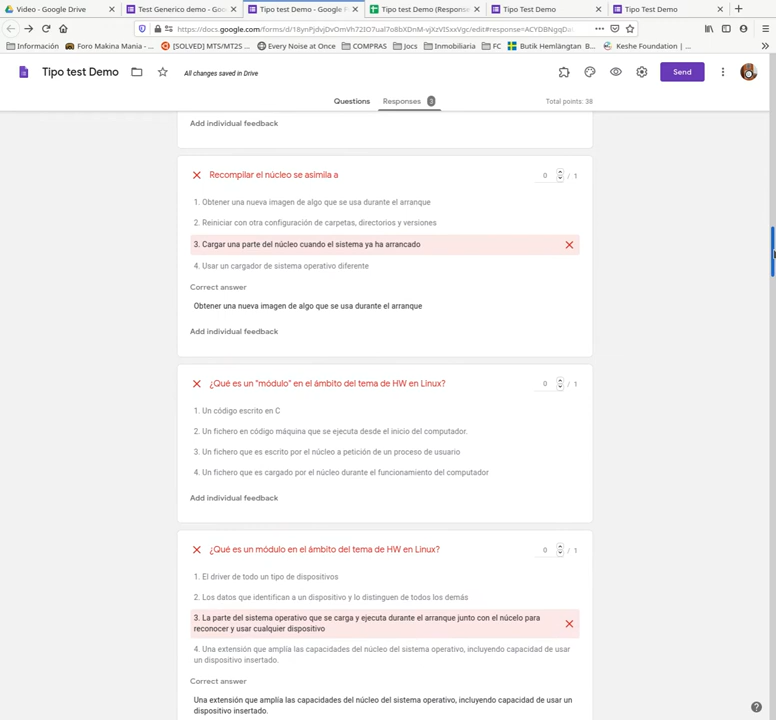 Video - Google Drive
Test Generico demo - Goo
Tipo test Demo - Google F
Tipo test Demo (Respons
Tipo Test Demo
Tipo Test Demo
https://docs.google.com/forms/d/
Información
Foro Makina Mania - ...
[SOLVED] MTS/MT2S ...
Every Noise at Once
COMPRAS
Jocs
Inmobiliaria
FC
Butik Hemlängtan B...
Keshe Foundation | ...
Tipo test Demo
All changes saved in Drive
Send
Questions
Responses
3
Total points: 38
Add individual feedback
Recompilar el núcleo se asimila a
0 / 1
1. Obtener una nueva imagen de algo que se usa durante el arranque
2. Reiniciar con otra configuración de carpetas, directorios y versiones
3. Cargar una parte del núcleo cuando el sistema ya ha arrancado
4. Usar un cargador de sistema operativo diferente
Correct answer
Obtener una nueva imagen de algo que se usa durante el arranque
Add individual feedback
¿Qué es un "módulo" en el ámbito del tema de HW en Linux?
0 / 1
1. Un código escrito en C
2. Un fichero en código máquina que se ejecuta desde el inicio del computador.
3. Un fichero que es escrito por el núcleo a petición de un proceso de usuario
4. Un fichero que es cargado por el núcleo durante el funcionamiento del computador
Add individual feedback
¿Qué es un módulo en el ámbito del tema de HW en Linux?
0 / 1
1. El driver de todo un tipo de dispositivos
2. Los datos que identifican a un dispositivo y lo distinguen de todos los demás
3. La parte del sistema operativo que se carga y ejecuta durante el arranque junto con el núcelo para
reconocer y usar cualquier dispositivo
4. Una extensión que amplía las capacidades del núcleo del sistema operativo, incluyendo capacidad de usar
un dispositivo insertado.
Correct answer
Una extensión que amplía las capacidades del núcleo del sistema operativo, incluyendo capacidad de usar un
dispositivo insertado.